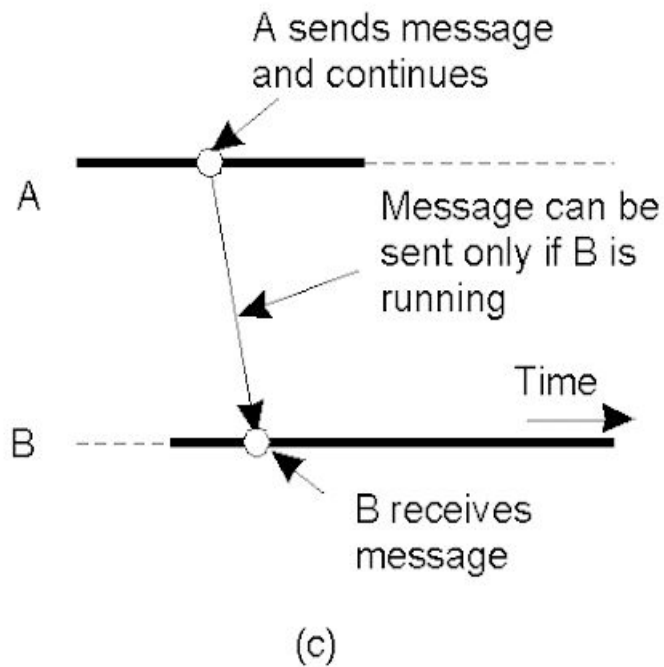 A sends message
and continues
A
Message can be
sent only if B is
running
Time
B
B receives
message
(c)